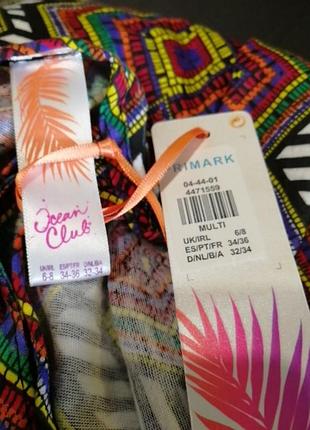 Ocean
Club
UK/IRL ES/PT/FR D/NL/B/A
6-8 34-36 32-34
PRIMARK
04-44-01
4471559
MULTI
UK/IRL 6/8
ES/PT/FR 34/36
D/NL/B/A 32/34